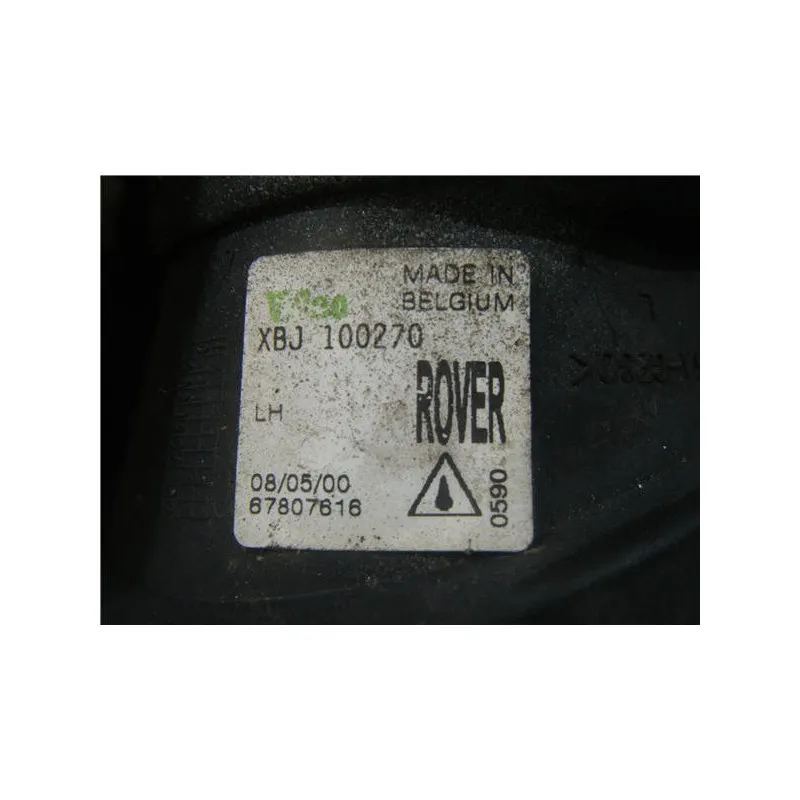 MADE IN
BELGIUM
XBJ 100270
LH
ROVER
08/05/00
67807616
0590